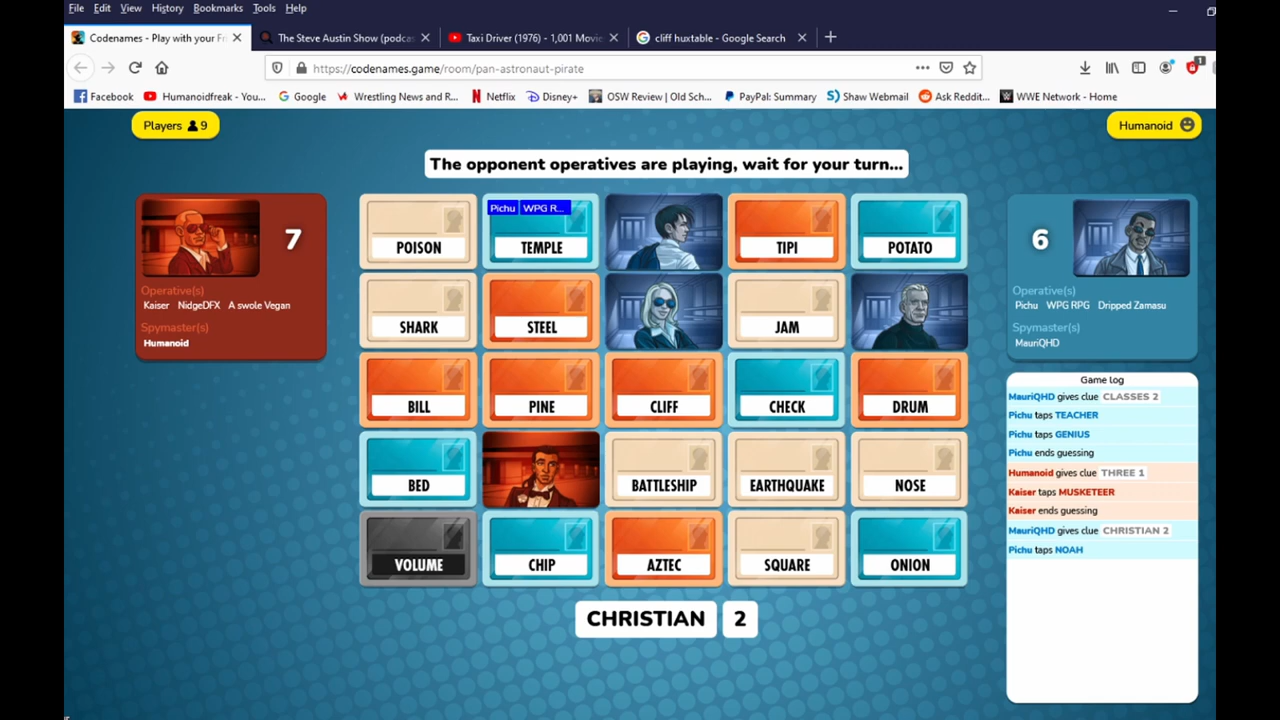 File Edit View History Bookmarks Tools Help
Codenames - Play with your Fr
The Steve Austin Show (podcas
Taxi Driver (1976) - 1,001 Movie
cliff huxtable - Google Search
https://codenames.game/room/pan-astronaut-pirate
1
Facebook Humanoidfreak - You... Google Wrestling News and R... Netflix Disney+ OSW Review | Old Sch... PayPal: Summary Shaw Webmail Ask Reddit... WWE Network - Home
Players 9
Humanoid
The opponent operatives are playing, wait for your turn...
7
Operative(s)
Kaiser NidgeDFX A swole Vegan
Spymaster(s)
Humanoid
Pichu WPG R...
POISON TEMPLE TIPI POTATO
SHARK STEEL JAM
BILL PINE CLIFF CHECK DRUM
BED BATTLESHIP EARTHQUAKE NOSE
VOLUME CHIP AZTEC SQUARE ONION
CHRISTIAN 2
6
Operative(s)
Pichu WPG RPG Dripped Zamasu
Spymaster(s)
MauriQHD
Game log
MauriQHD gives clue CLASSES 2
Pichu taps TEACHER
Pichu taps GENIUS
Pichu ends guessing
Humanoid gives clue THREE 1
Kaiser taps MUSKETEER
Kaiser ends guessing
MauriQHD gives clue CHRISTIAN 2
Pichu taps NOAH